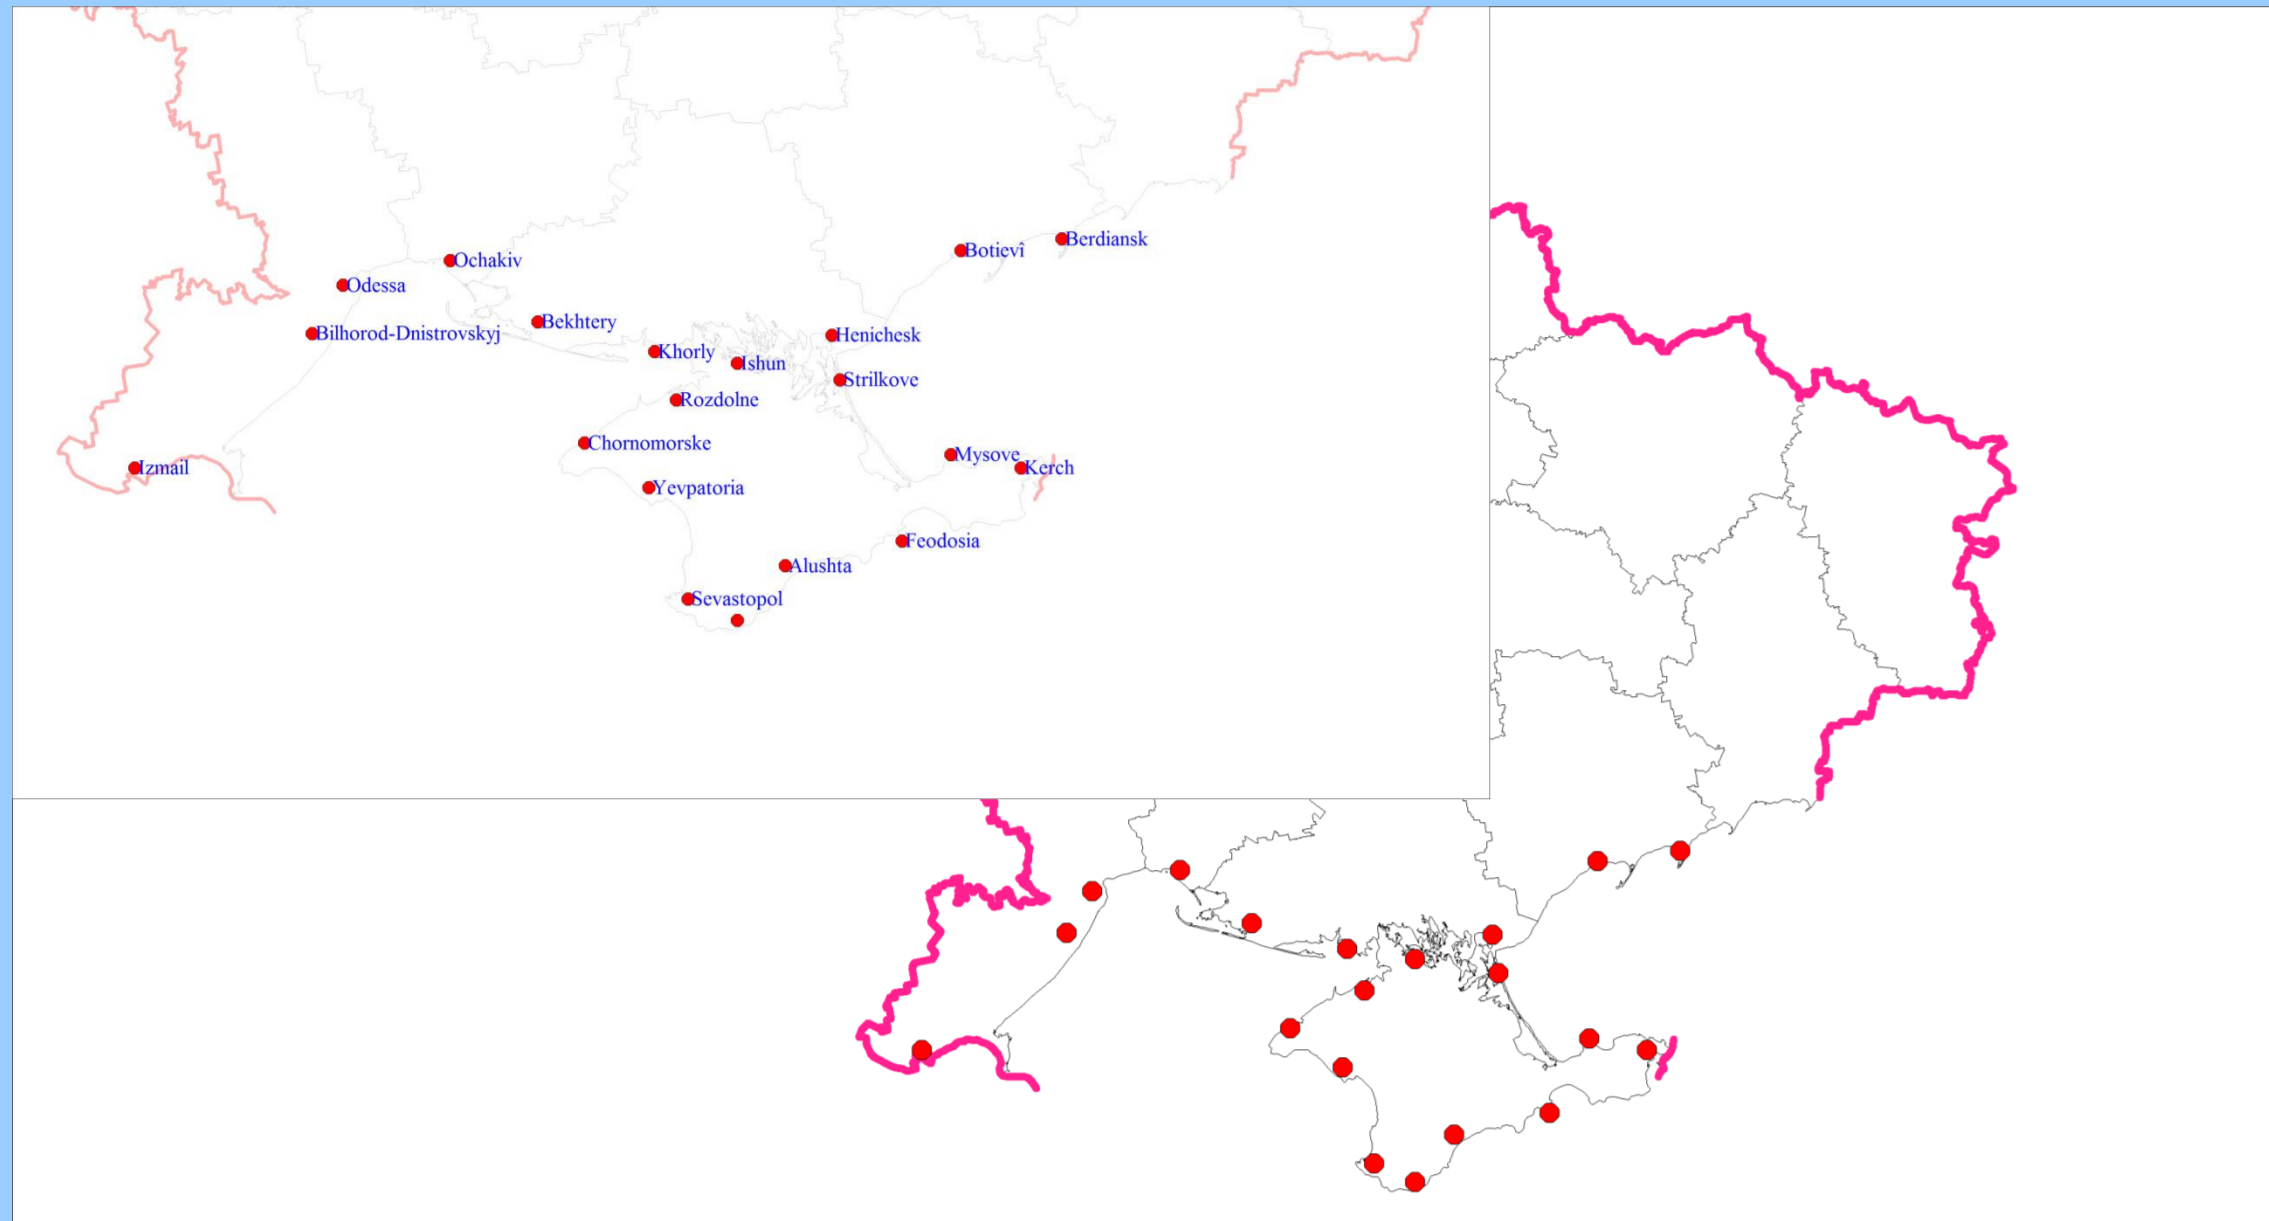 Berdiansk
Botievî
Ochakiv
Odessa
Bekhtery
Bilhorod-Dnistrovskyj
Henichesk
Khorly
Ishun
Strilkove
Rozdolne
Chornomorske
Mysove
Izmail
Kerch
Yevpatoria
Feodosia
Alushta
Sevastopol